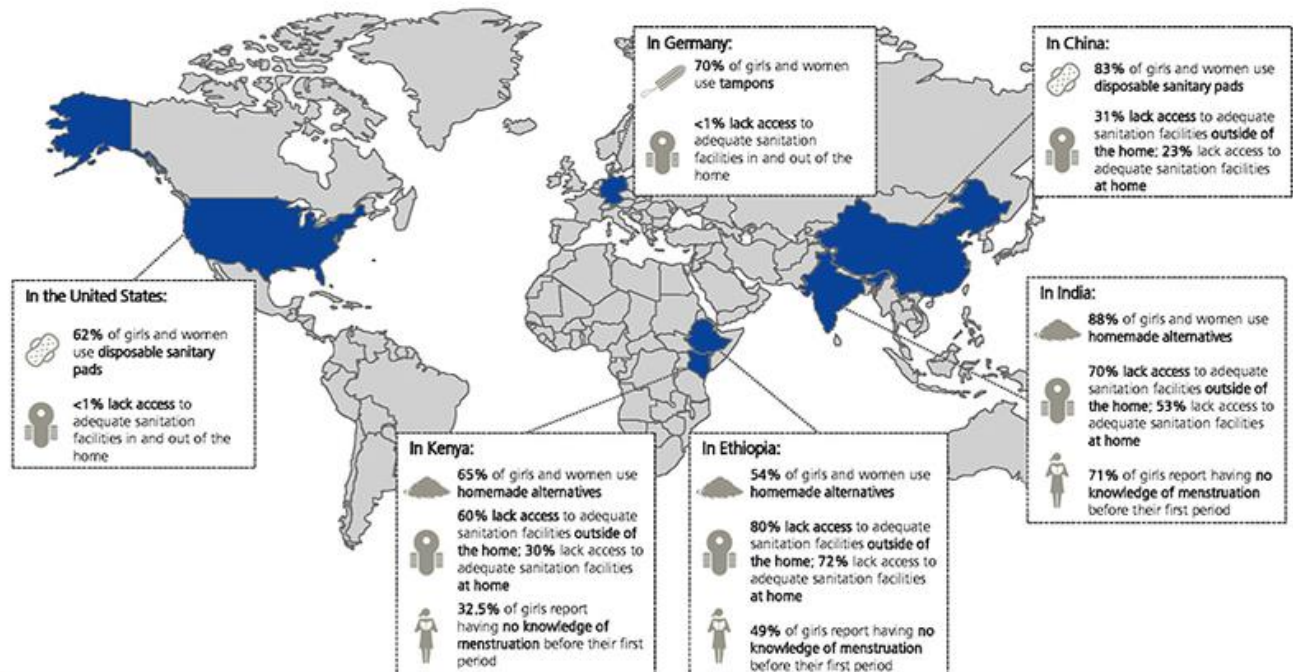 In Germany:
70% of girls and women
use tampons
<1% lack access to
adequate sanitation
facilities in and out of the
home
In China:
83% of girls and women use
disposable sanitary pads
31% lack access to adequate
sanitation facilities outside of
the home; 23% lack access to
adequate sanitation facilities
at home
In the United States:
62% of girls and women
use disposable sanitary
pads
<1% lack access to
adequate sanitation
facilities in and out of the
home
In India:
88% of girls and women use
homemade alternatives
70% lack access to adequate
sanitation facilities outside of
the home; 53% lack access to
adequate sanitation facilities
at home
71% of girls report having no
knowledge of menstruation
before their first period
In Kenya:
65% of girls and women use
homemade alternatives
60% lack access to adequate
sanitation facilities outside of
the home; 30% lack access to
adequate sanitation facilities
at home
32.5% of girls report
having no knowledge of
menstruation before their first
period
In Ethiopia:
54% of girls and women use
homemade alternatives
80% lack access to adequate
sanitation facilities outside of
the home; 72% lack access to
adequate sanitation facilities
at home
49% of girls report having no
knowledge of menstruation
before their first period